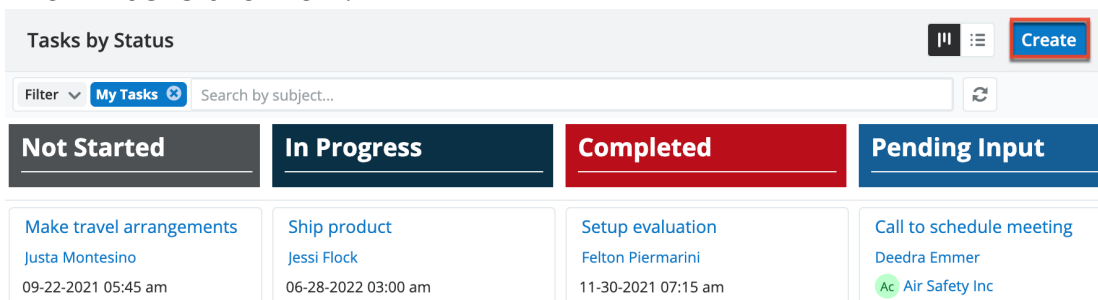 Tasks by Status
Create
Filter My Tasks Search by subject...
Not Started
In Progress
Completed
Pending Input
Make travel arrangements
Justa Montesino
09-22-2021 05:45 am
Ship product
Jessi Flock
06-28-2022 03:00 am
Setup evaluation
Felton Piermarini
11-30-2021 07:15 am
Call to schedule meeting
Deedra Emmer
Ac Air Safety Inc